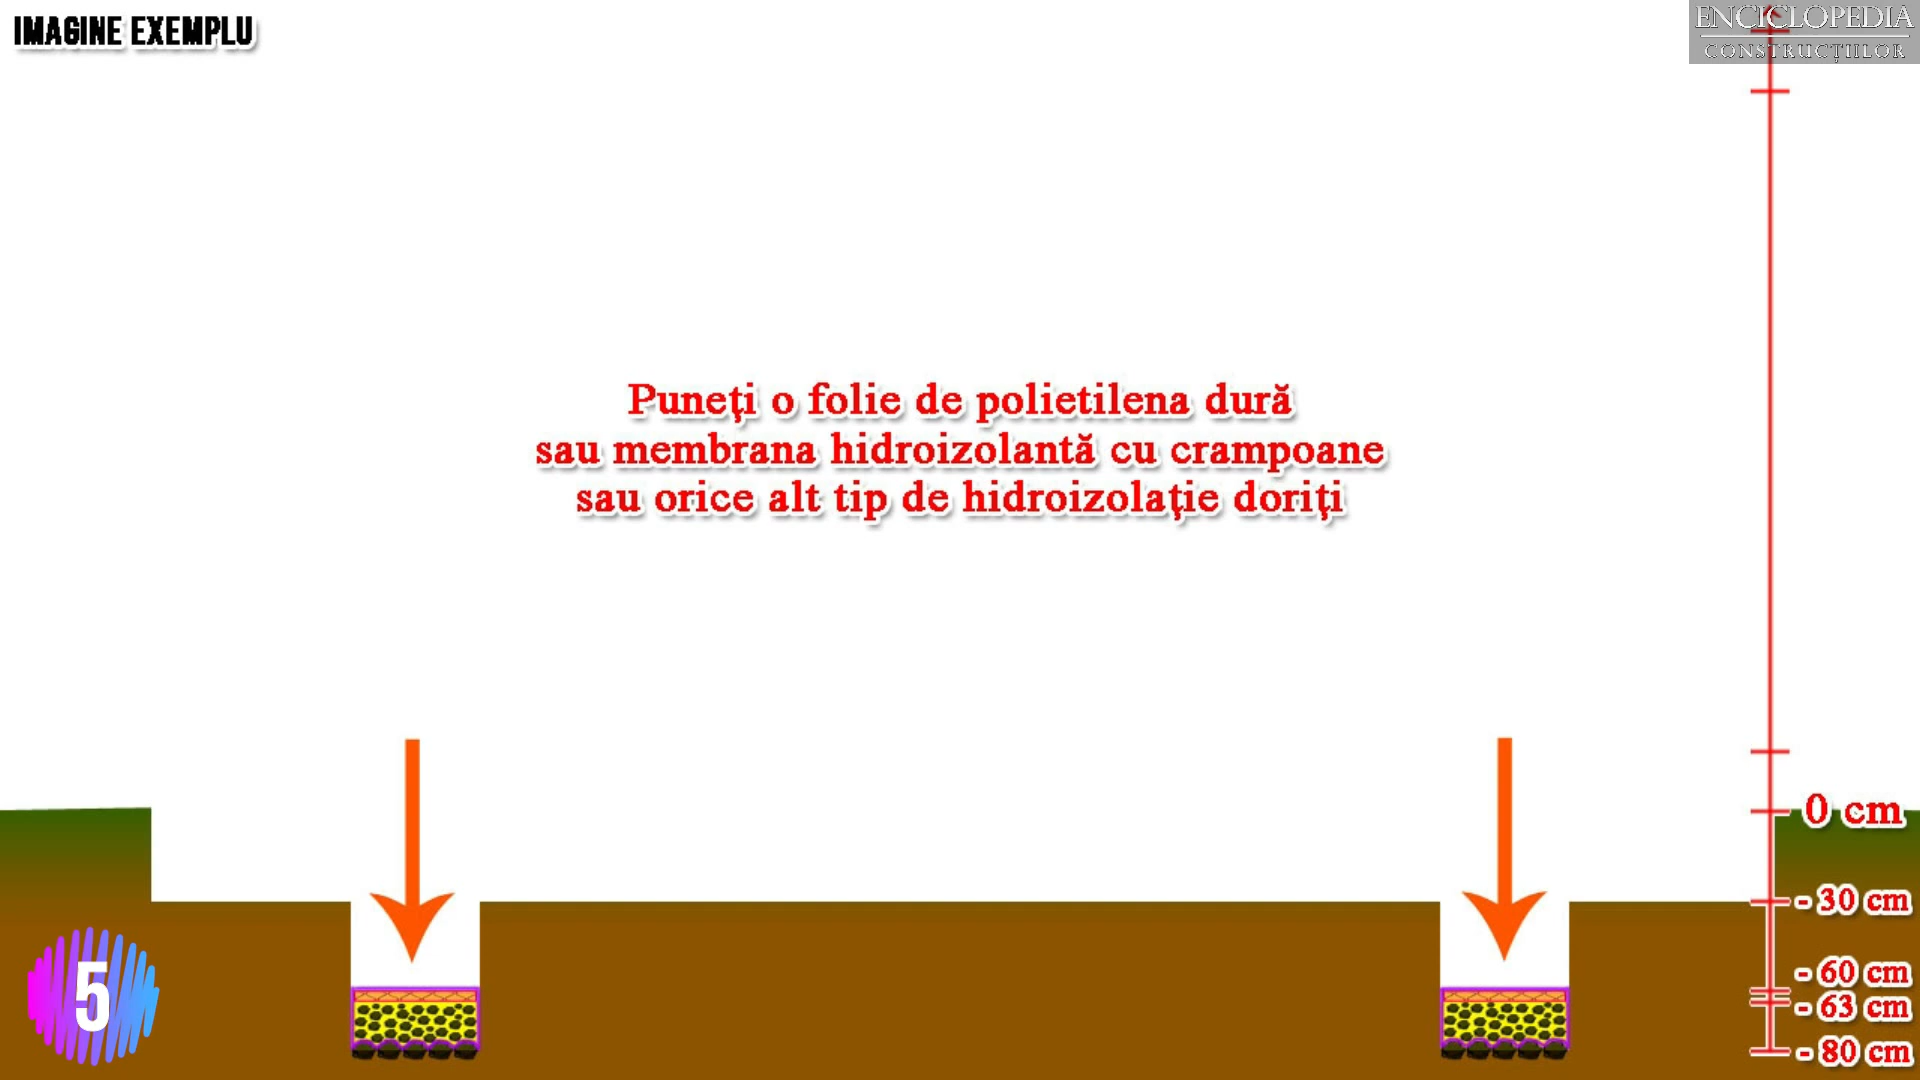 IMAGINE EXEMPLU
ENCICLOPEDIA
CONSTRUCȚIILOR
Puneţi o folie de polietilena dură
sau membrana hidroizolantă cu crampoane
sau orice alt tip de hidroizolaţie doriţi
0 cm
- 30 cm
- 60 cm
- 63 cm
- 80 cm
5